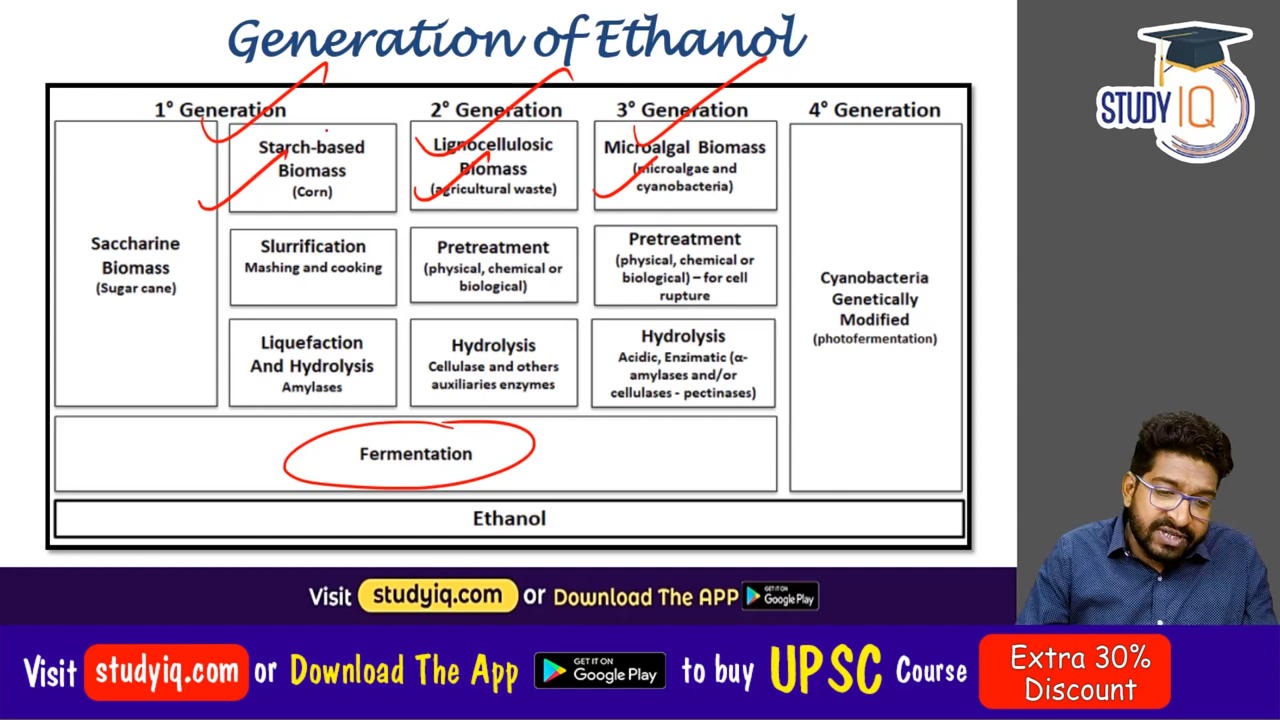 Generation of Ethanol
STUDY IQ
1° Generation
2° Generation
3° Generation
4° Generation
Saccharine
Biomass
(Sugar cane)
Starch-based
Biomass
(Corn)
Slurrification
Mashing and cooking
Liquefaction
And Hydrolysis
Amylases
Lignocellulosic
Biomass
(agricultural waste)
Pretreatment
(physical, chemical or
biological)
Hydrolysis
Cellulase and others
auxiliaries enzymes
Microalgal Biomass
(microalgae and
cyanobacteria)
Pretreatment
(physical, chemical or
biological) – for cell
rupture
Hydrolysis
Acidic, Enzimatic (α-
amylases and/or
cellulases - pectinases)
Cyanobacteria
Genetically
Modified
(photofermentation)
Fermentation
Ethanol
Visit studyiq.com or Download The APP GET IT ON Google Play
Visit studyiq.com or Download The App GET IT ON Google Play to buy UPSC Course
Extra 30%
Discount